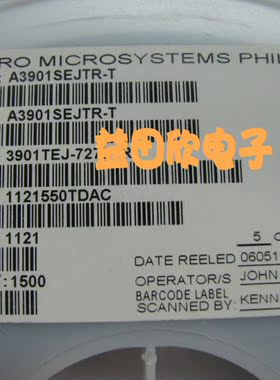 RO MICROSYSTEMS PHIL
A3901SEJTR-T
A3901SEJTR-T
益国欣电子
3901TEJ-727
1121550TDAC
1121
:1500
5
DATE REELED 06051
OPERATOR/S JOHN
BARCODE LABEL
SCANNED BY: KENN